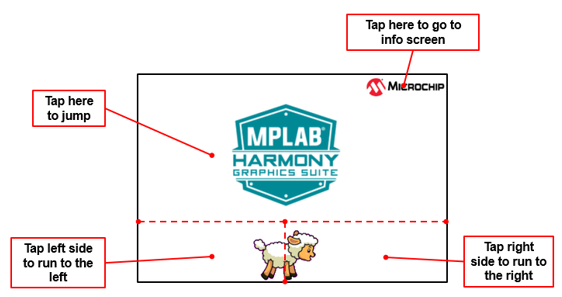 Tap here to go to
info screen
MICROCHIP
Tap here
to jump
MPLAB®
HARMONY
GRAPHICS SUITE
Tap left side
to run to the
left
Tap right
side to run to
the right